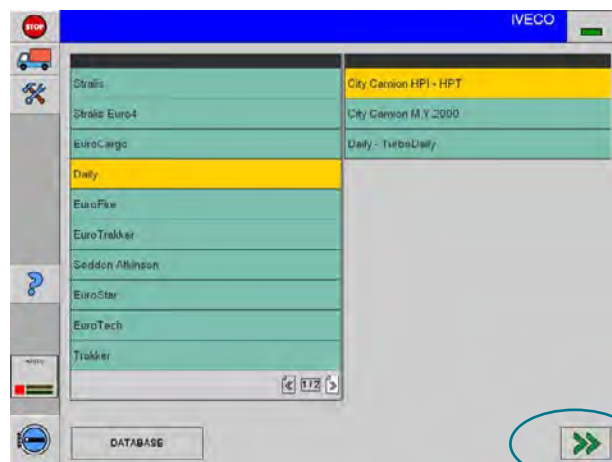 STOP
IVECO
Stralis
Stralis Euro4
EuroCargo
Daily
EuroFire
EuroTrakker
Seddon Atkinson
EuroStar
EuroTech
Trakker
1/2
City Camion HPI - HPT
City Camion M.Y.2000
Daily - TurboDaily
DATABASE